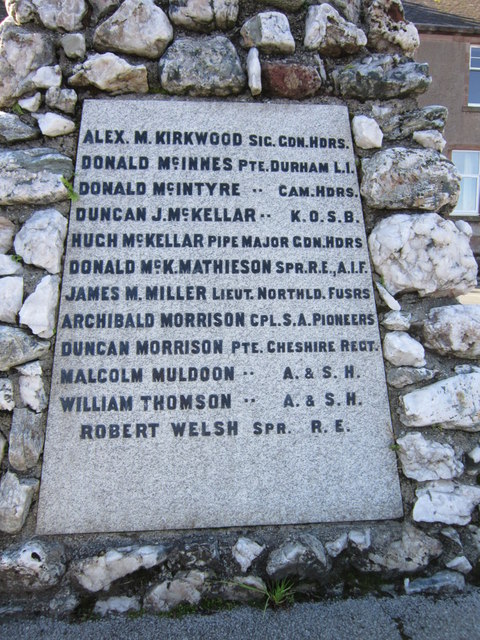 ALEX. M. KIRKWOOD SIG. GDN. HDRS.
DONALD McINNES PTE. DURHAM L.I.
DONALD McINTYRE " CAM. HDRS.
DUNCAN J. McKELLAR " K.O.S.B.
HUGH McKELLAR PIPE MAJOR GDN. HDRS
DONALD McK. MATHIESON SPR. R.E., A.I.F.
JAMES M. MILLER LIEUT. NORTHLD. FUSRS
ARCHIBALD MORRISON CPL. S.A. PIONEERS
DUNCAN MORRISON PTE. CHESHIRE REGT.
MALCOLM MULDOON " A. & S. H.
WILLIAM THOMSON " A. & S. H.
ROBERT WELSH SPR. R.E.